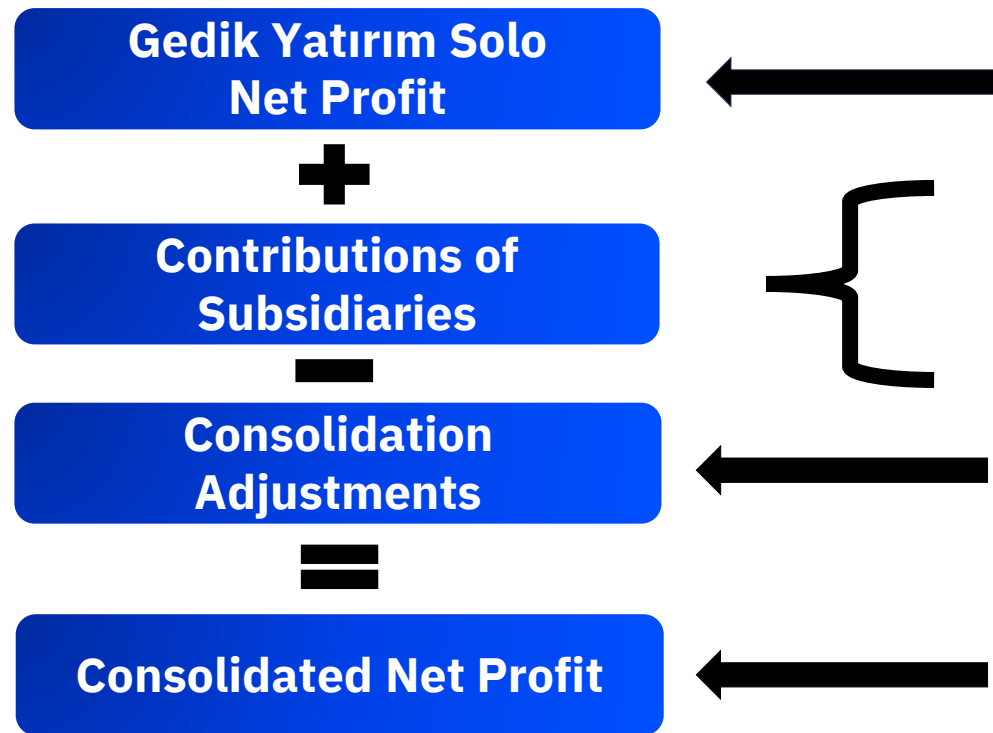 Gedik Yatırım Solo
Net Profit
+
Contributions of
Subsidiaries
−
Consolidation
Adjustments
=
Consolidated Net Profit